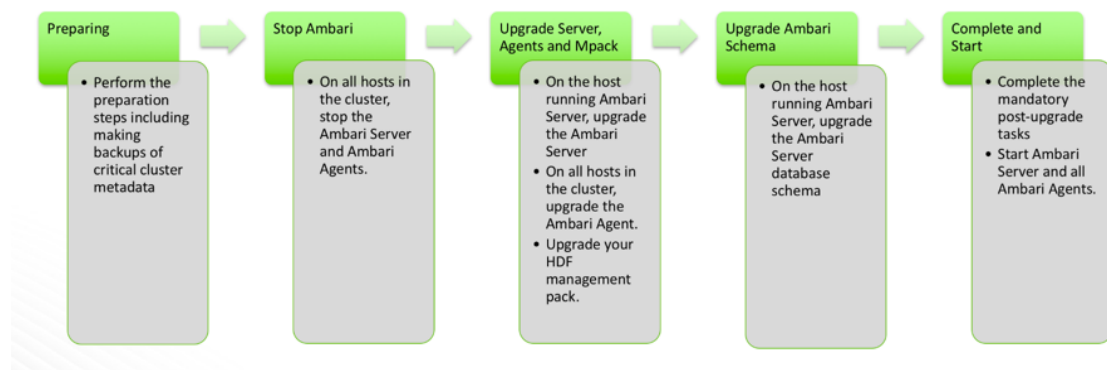 Preparing
• Perform the
preparation
steps including
making
backups of
critical cluster
metadata
Stop Ambari
• On all hosts in
the cluster,
stop the
Ambari Server
and Ambari
Agents.
Upgrade Server,
Agents and Mpack
• On the host
running Ambari
Server, upgrade
the Ambari
Server
• On all hosts in
the cluster,
upgrade the
Ambari Agent.
• Upgrade your
HDF
management
pack.
Upgrade Ambari
Schema
• On the host
running Ambari
Server, upgrade
the Ambari
Server
database
schema
Complete and
Start
• Complete the
mandatory
post-upgrade
tasks
• Start Ambari
Server and all
Ambari Agents.